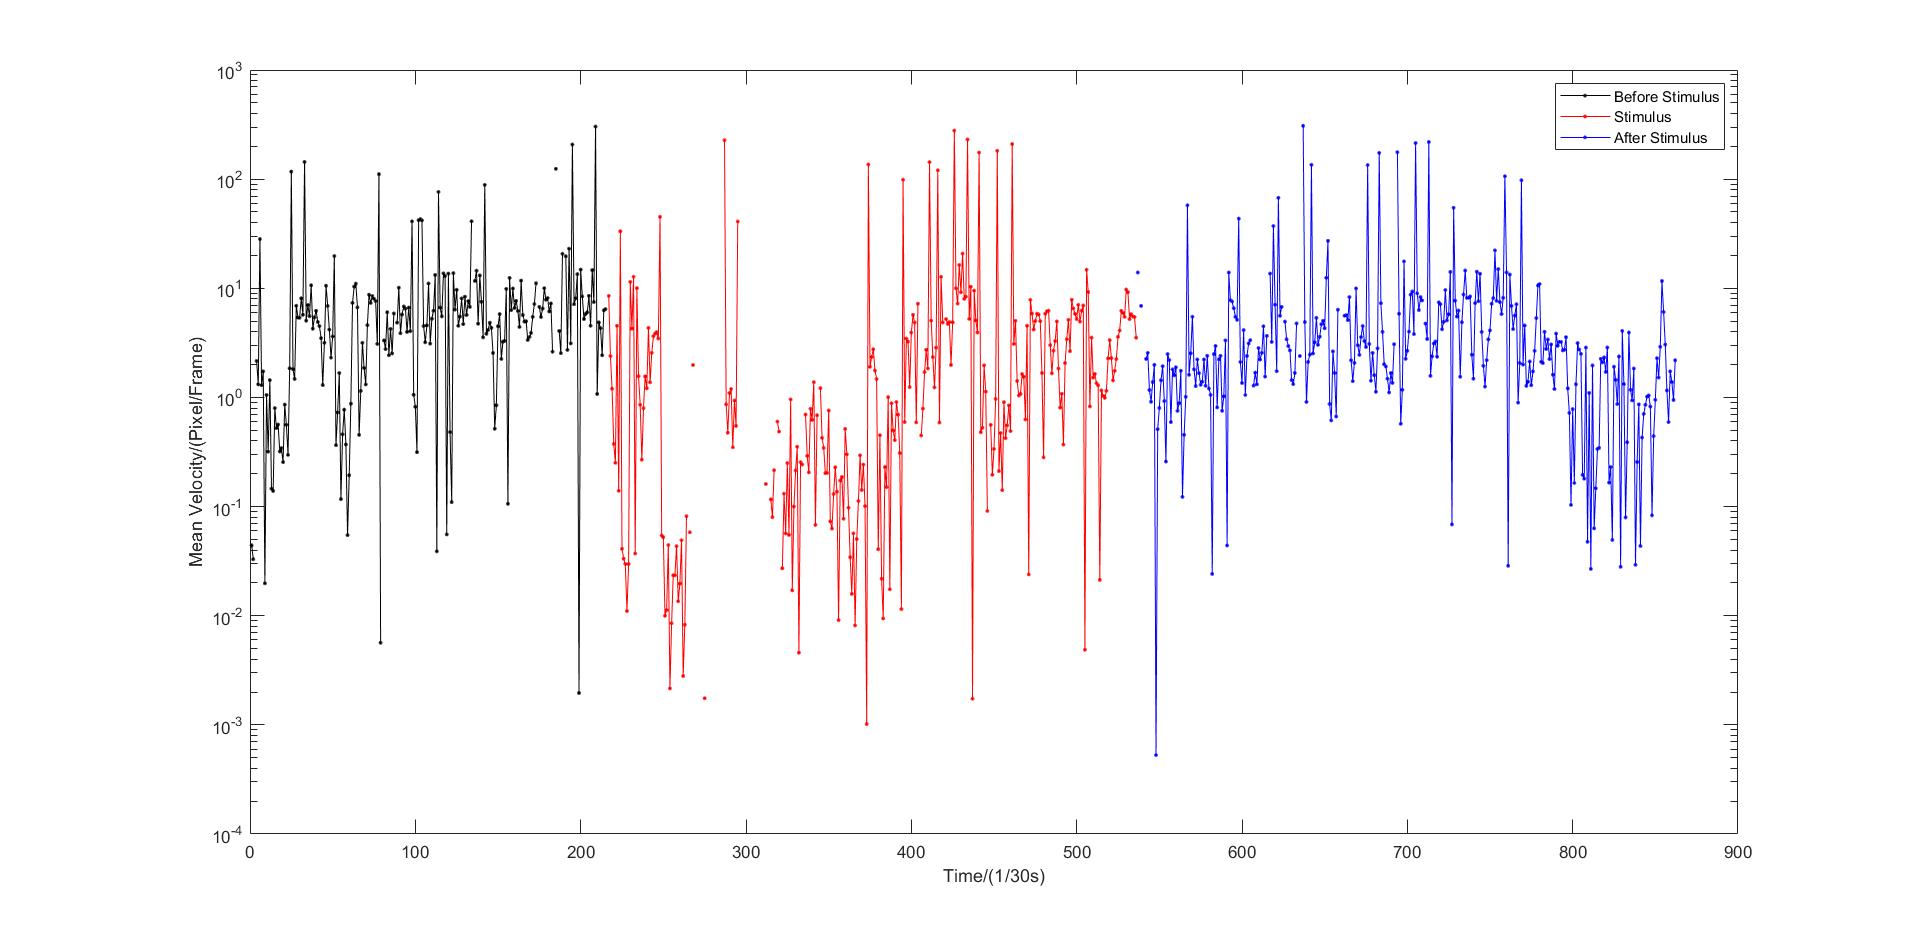 10^3
10^2
10^1
10^0
10^-1
10^-2
10^-3
10^-4
Mean Velocity/(Pixel/Frame)
Before Stimulus
Stimulus
After Stimulus
0 100 200 300 400 500 600 700 800 900
Time/(1/30s)